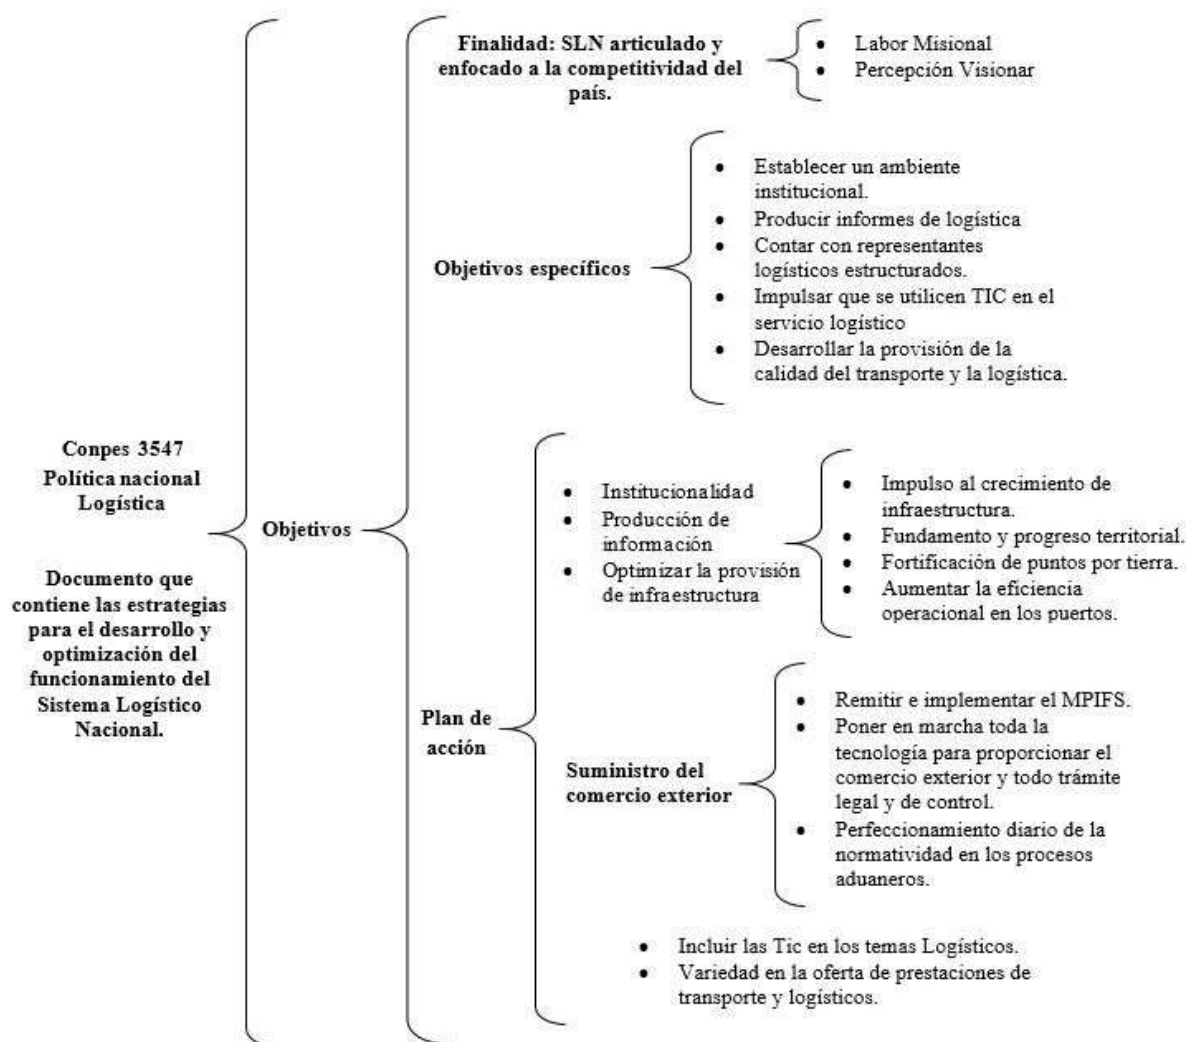 Conpes 3547
Política nacional
Logística
Documento que
contiene las estrategias
para el desarrollo y
optimización del
funcionamiento del
Sistema Logístico
Nacional.
Objetivos
Finalidad: SLN articulado y
enfocado a la competitividad del
país.
• Labor Misional
• Percepción Visionar
Objetivos específicos
• Establecer un ambiente
institucional.
• Producir informes de logística
• Contar con representantes
logísticos estructurados.
• Impulsar que se utilicen TIC en el
servicio logístico
• Desarrollar la provisión de la
calidad del transporte y la logística.
Plan de
acción
• Institucionalidad
• Producción de
información
• Optimizar la provisión
de infraestructura
• Impulso al crecimiento de
infraestructura.
• Fundamento y progreso territorial.
• Fortificación de puntos por tierra.
• Aumentar la eficiencia
operacional en los puertos.
Suministro del
comercio exterior
• Remitir e implementar el MPIFS.
• Poner en marcha toda la
tecnología para proporcionar el
comercio exterior y todo trámite
legal y de control.
• Perfeccionamiento diario de la
normatividad en los procesos
aduaneros.
• Incluir las Tic en los temas Logísticos.
• Variedad en la oferta de prestaciones de
transporte y logísticos.